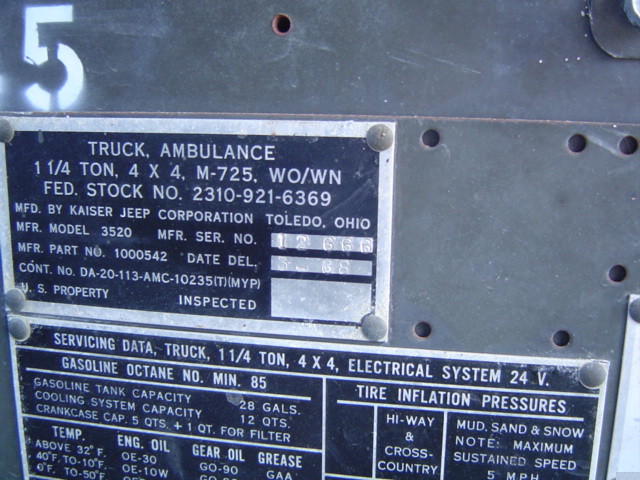 5
TRUCK, AMBULANCE
1 1/4 TON, 4 X 4, M-725, WO/WN
FED. STOCK NO. 2310-921-6369
MFD. BY KAISER JEEP CORPORATION TOLEDO, OHIO
MFR. MODEL 3520 MFR. SER. NO. 12666
MFR. PART NO. 1000542 DATE DEL.
CONT. NO. DA-20-113-AMC-10235(T)(MYP)
U. S. PROPERTY INSPECTED
SERVICING DATA, TRUCK, 1 1/4 TON, 4 X 4, ELECTRICAL SYSTEM 24 V.
GASOLINE OCTANE NO. MIN. 85
GASOLINE TANK CAPACITY 28 GALS.
COOLING SYSTEM CAPACITY 12 QTS.
CRANKCASE CAP. 5 QTS. + 1 QT. FOR FILTER
TEMP. ENG. OIL GEAR OIL GREASE
ABOVE 32° F. OE-30 GO-90 GAA
40° F. TO-10° F. OE-10W
0° F. TO-50° F
TIRE INFLATION PRESSURES
HI-WAY
&
CROSS-
COUNTRY
MUD. SAND & SNOW
NOTE: MAXIMUM
SUSTAINED SPEED
5 MPH